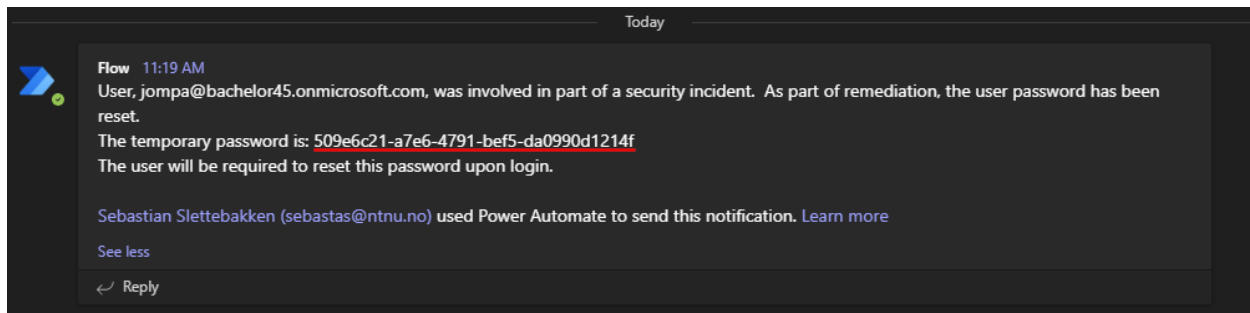 Today
Flow 11:19 AM
User, jompa@bachelor45.onmicrosoft.com, was involved in part of a security incident.  As part of remediation, the user password has been
reset.
The temporary password is: 509e6c21-a7e6-4791-bef5-da0990d1214f
The user will be required to reset this password upon login.
Sebastian Slettebakken (sebastas@ntnu.no) used Power Automate to send this notification. Learn more
See less
Reply